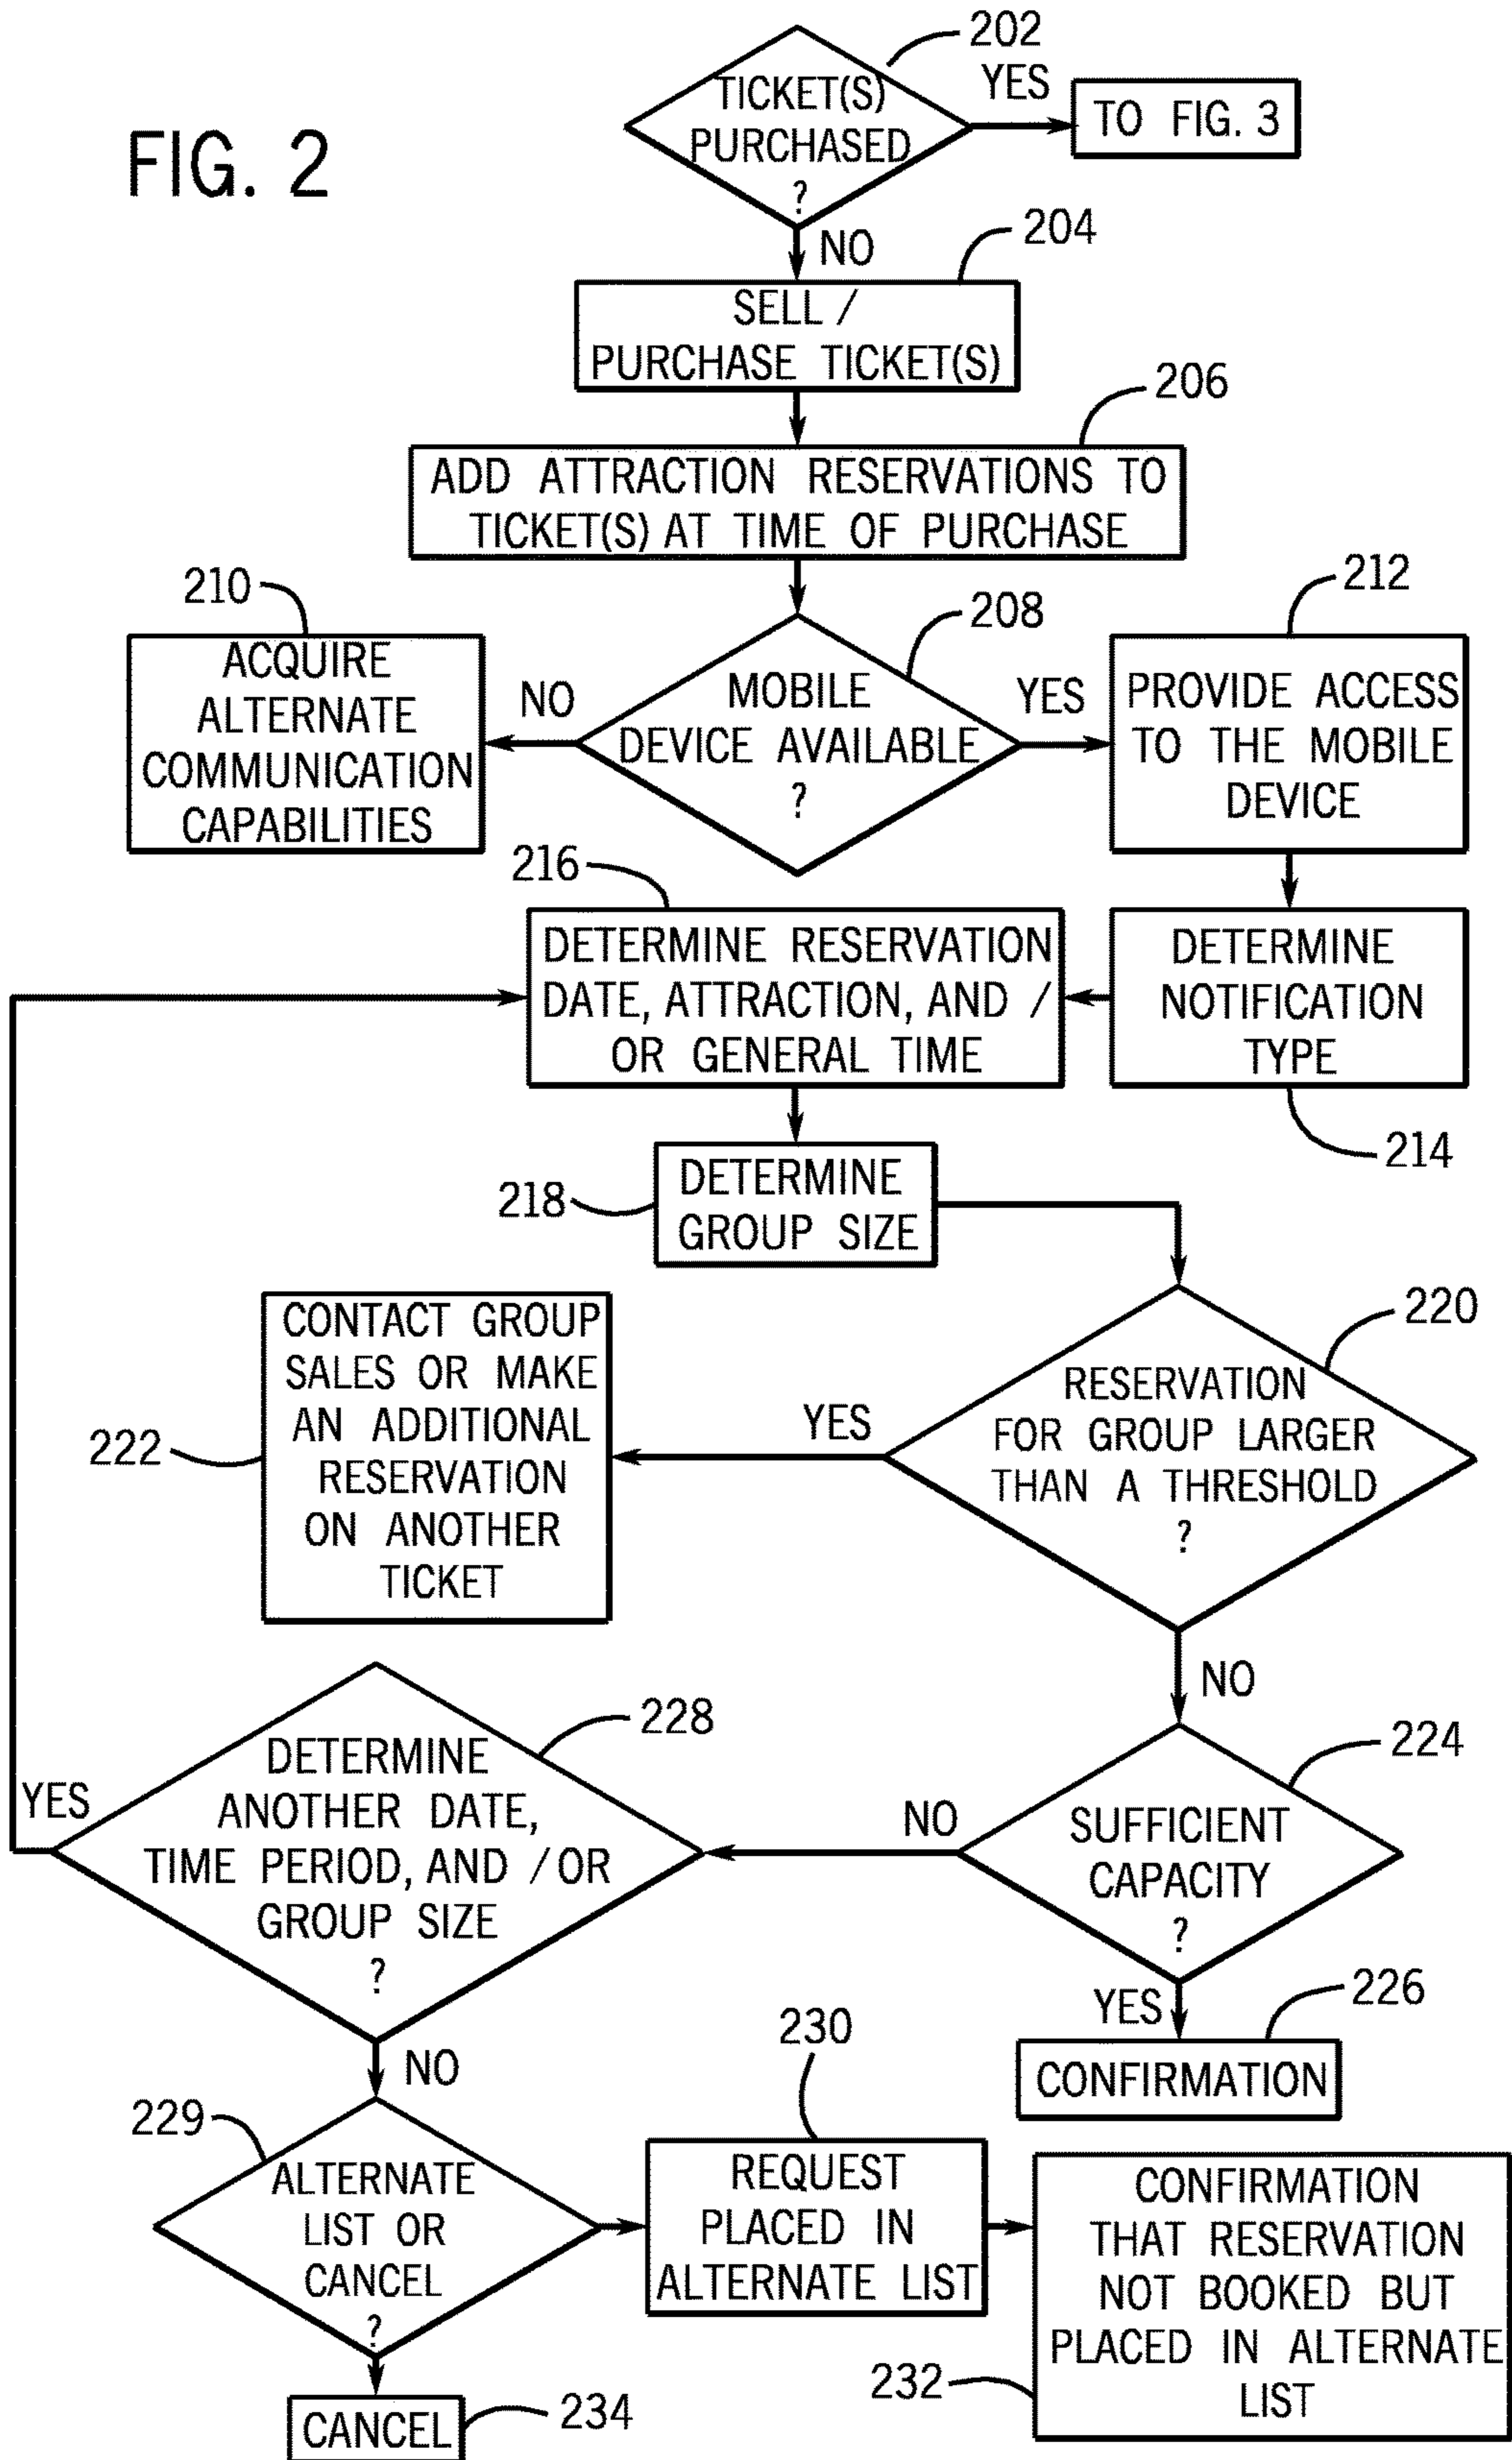 FIG. 2
202
TICKET(S)
PURCHASED
?
YES
TO FIG. 3
NO
204
SELL /
PURCHASE TICKET(S)
206
ADD ATTRACTION RESERVATIONS TO
TICKET(S) AT TIME OF PURCHASE
208
MOBILE
DEVICE AVAILABLE
?
NO
210
ACQUIRE
ALTERNATE
COMMUNICATION
CAPABILITIES
YES
212
PROVIDE ACCESS
TO THE MOBILE
DEVICE
DETERMINE
NOTIFICATION
TYPE
214
216
DETERMINE RESERVATION
DATE, ATTRACTION, AND /
OR GENERAL TIME
218
DETERMINE
GROUP SIZE
220
RESERVATION
FOR GROUP LARGER
THAN A THRESHOLD
?
YES
222
CONTACT GROUP
SALES OR MAKE
AN ADDITIONAL
RESERVATION
ON ANOTHER
TICKET
NO
224
SUFFICIENT
CAPACITY
?
YES
226
CONFIRMATION
NO
228
DETERMINE
ANOTHER DATE,
TIME PERIOD, AND /OR
GROUP SIZE
?
YES
NO
229
ALTERNATE
LIST OR
CANCEL
?
230
REQUEST
PLACED IN
ALTERNATE LIST
232
CONFIRMATION
THAT RESERVATION
NOT BOOKED BUT
PLACED IN ALTERNATE
LIST
CANCEL
234